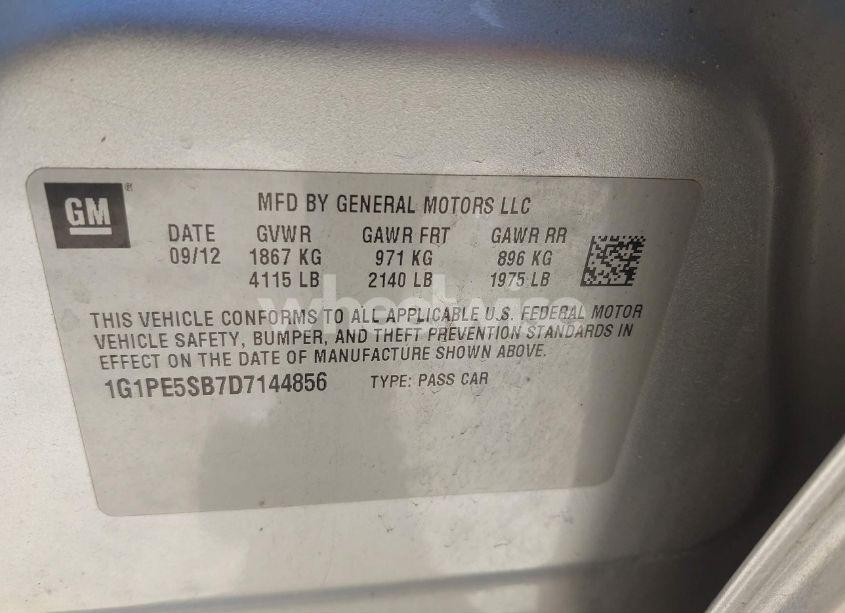 GM
MFD BY GENERAL MOTORS LLC
DATE GVWR GAWR FRT GAWR RR
09/12 1867 KG 971 KG 896 KG
4115 LB 2140 LB 1975 LB
THIS VEHICLE CONFORMS TO ALL APPLICABLE U.S. FEDERAL MOTOR
VEHICLE SAFETY, BUMPER, AND THEFT PREVENTION STANDARDS IN
EFFECT ON THE DATE OF MANUFACTURE SHOWN ABOVE.
1G1PE5SB7D7144856 TYPE: PASS CAR